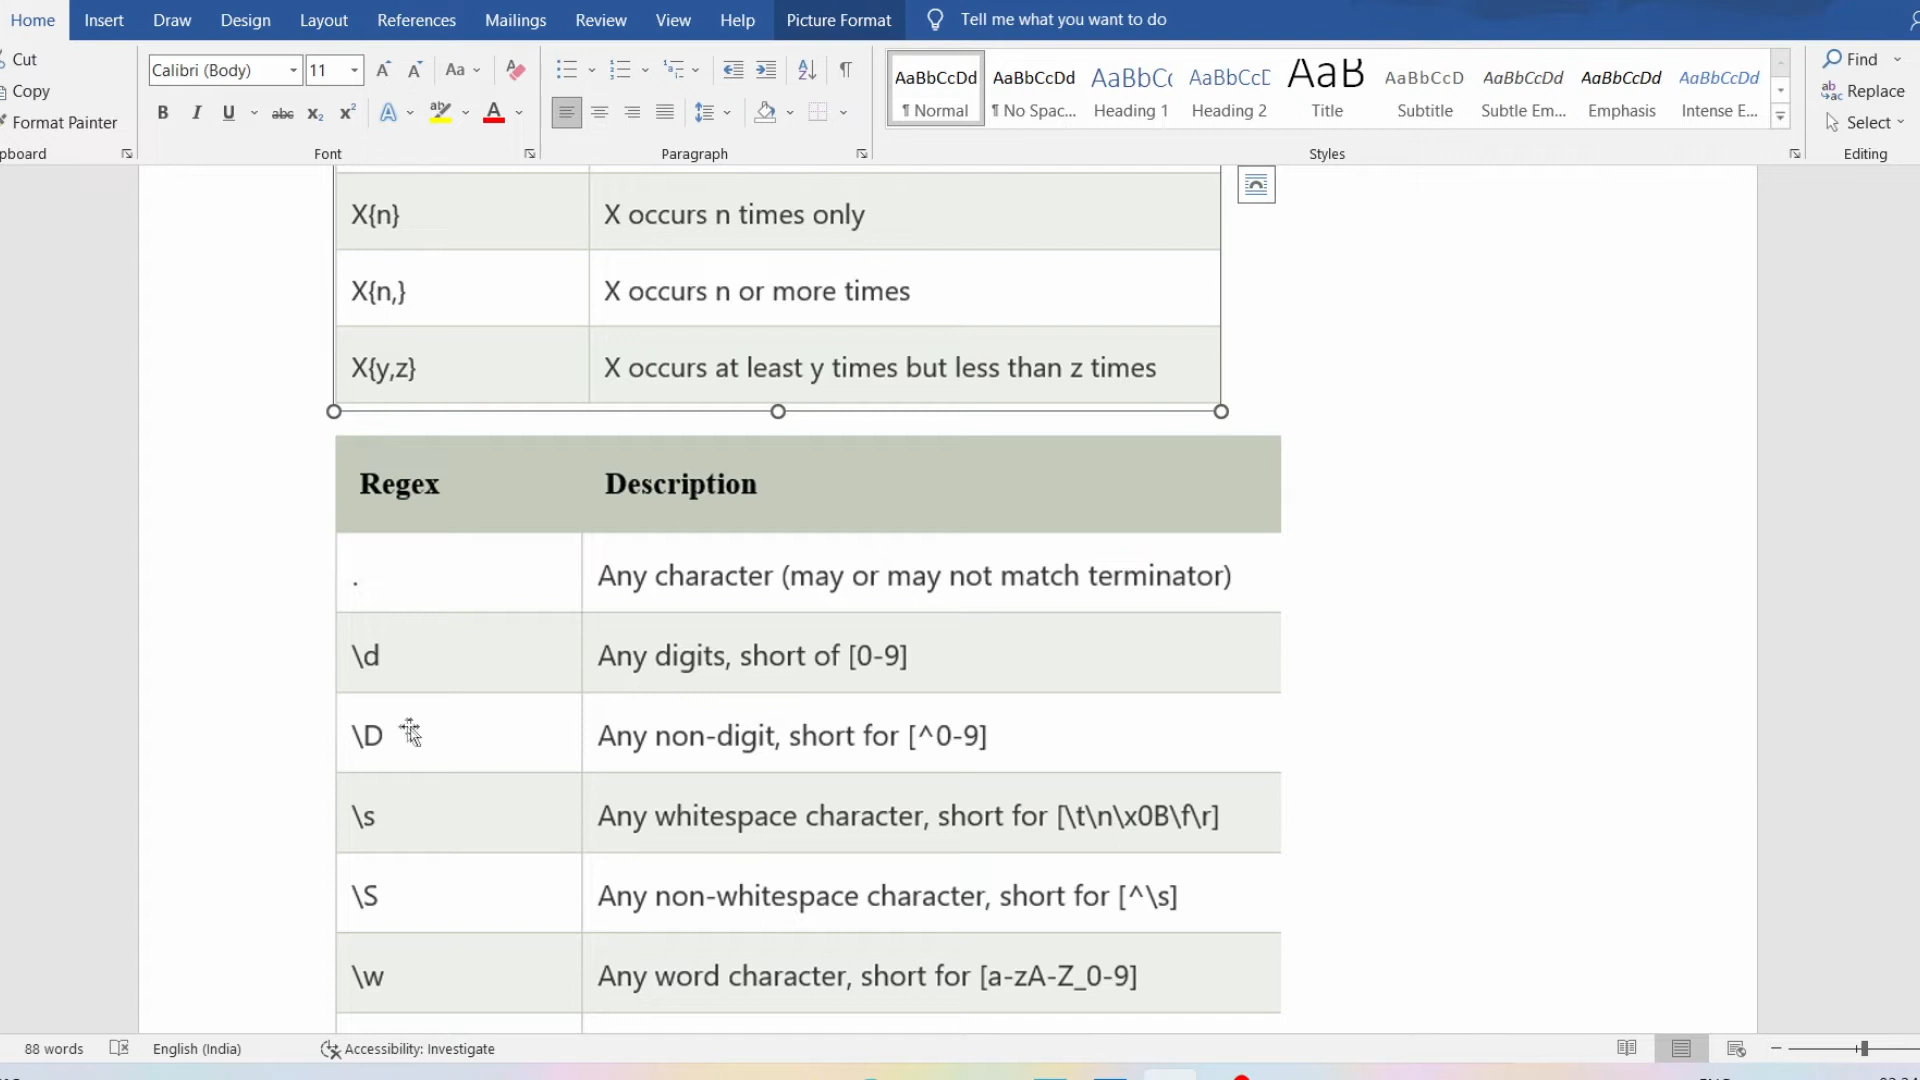 Home Insert Draw Design Layout References Mailings Review View Help Picture Format Tell me what you want to do
Cut
Copy
Format Painter
pboard
Calibri (Body) 11
Font
Paragraph
AaBbCcDd AaBbCcDd AaBbC AaBbCcD AaB AaBbCcD AaBbCcDd AaBbCcDd AaBbCcDd
¶ Normal ¶ No Spac... Heading 1 Heading 2 Title Subtitle Subtle Em... Emphasis Intense E...
Styles
Find
Replace
Select
Editing
X{n} X occurs n times only
X{n,} X occurs n or more times
X{y,z} X occurs at least y times but less than z times
Regex Description
. Any character (may or may not match terminator)
\d Any digits, short of [0-9]
\D Any non-digit, short for [^0-9]
\s Any whitespace character, short for [\t\n\x0B\f\r]
\S Any non-whitespace character, short for [^\s]
\w Any word character, short for [a-zA-Z_0-9]
88 words English (India) Accessibility: Investigate